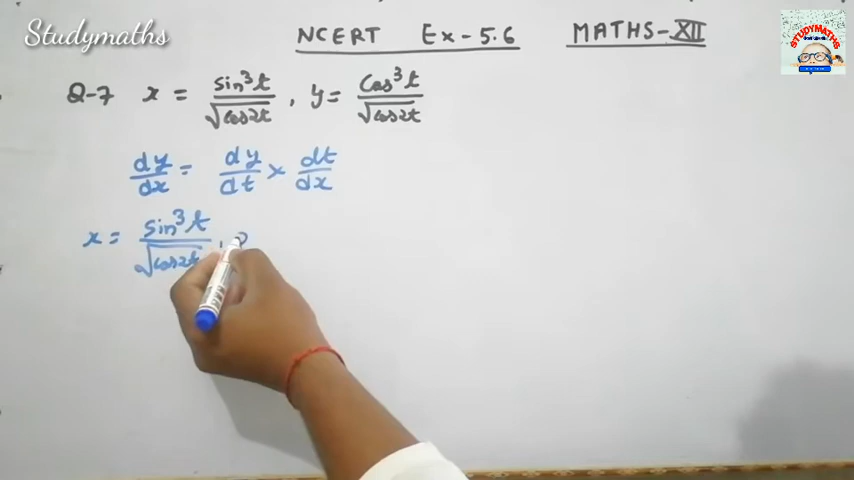 Studymaths
NCERT Ex-5.6 MATHS-XII
STUDYMATHS
Q-7 x = sin³t/√cos2t , y = Cos³t/√cos2t
dy/dx = dy/dt × dt/dx
x = sin³t/√cos2t ,